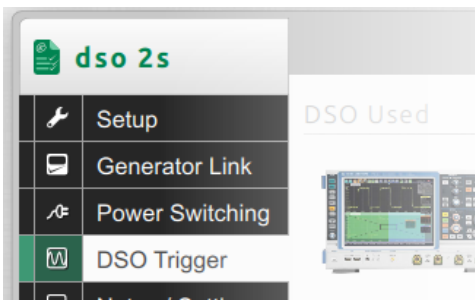 dso 2s
Setup
DSO Used
Generator Link
Power Switching
DSO Trigger